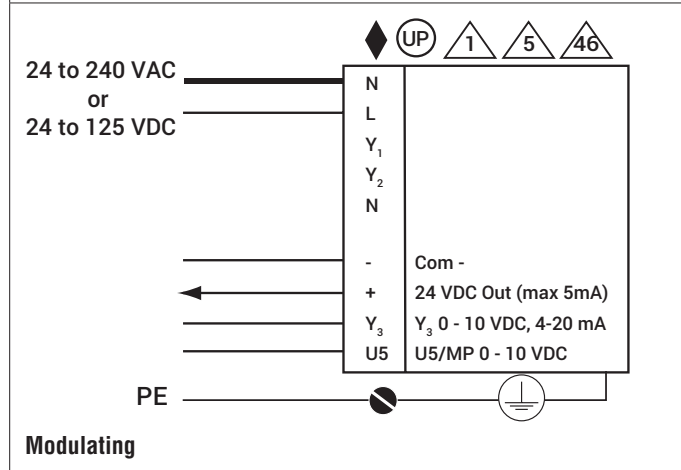 UP 1 5 46
24 to 240 VAC
or
24 to 125 VDC
N
L
Y₁
Y₂
N
- Com -
+ 24 VDC Out (max 5mA)
Y₃ Y₃ 0 - 10 VDC, 4-20 mA
U5 U5/MP 0 - 10 VDC
PE
Modulating